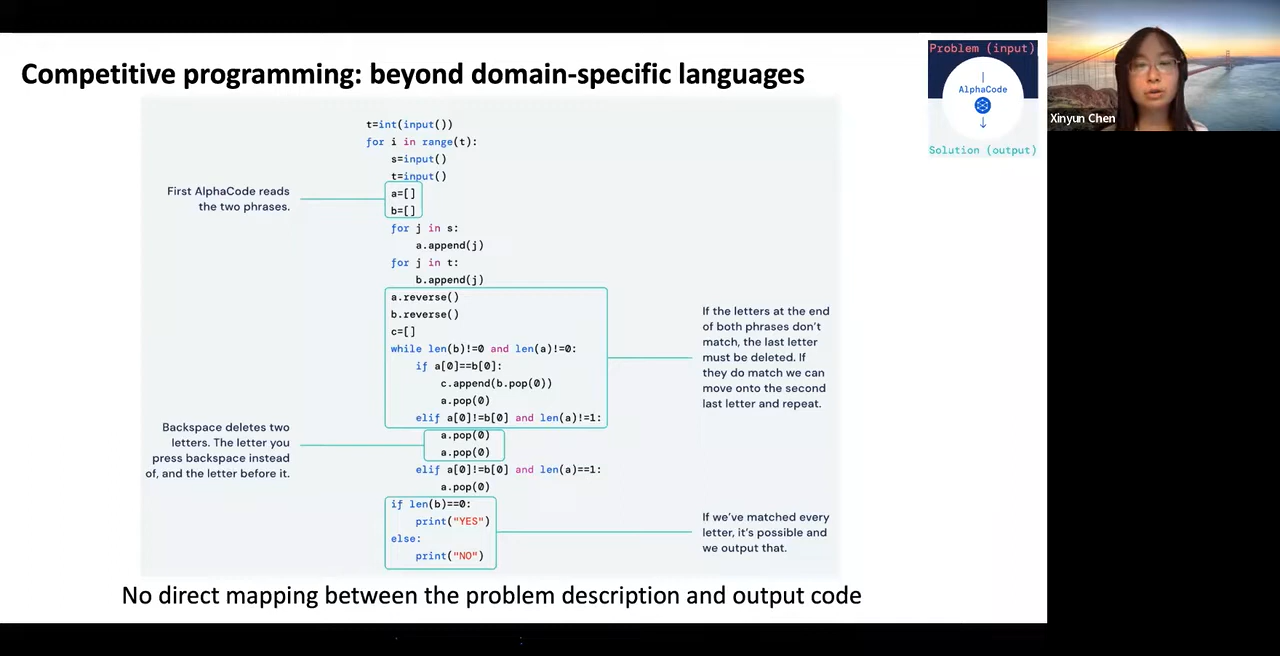 Competitive programming: beyond domain-specific languages
Problem (input)
AlphaCode
Solution (output)
Xinyun Chen
t=int(input())
for i in range(t):
    s=input()
    t=input()
    a=[]
    b=[]
    for j in s:
        a.append(j)
    for j in t:
        b.append(j)
    a.reverse()
    b.reverse()
    c=[]
    while len(b)!=0 and len(a)!=0:
        if a[0]==b[0]:
            c.append(b.pop(0))
            a.pop(0)
        elif a[0]!=b[0] and len(a)!=1:
            a.pop(0)
            a.pop(0)
        elif a[0]!=b[0] and len(a)==1:
            a.pop(0)
    if len(b)==0:
        print("YES")
    else:
        print("NO")
First AlphaCode reads
the two phrases.
Backspace deletes two
letters. The letter you
press backspace instead
of, and the letter before it.
If the letters at the end
of both phrases don't
match, the last letter
must be deleted. If
they do match we can
move onto the second
last letter and repeat.
If we've matched every
letter, it's possible and
we output that.
No direct mapping between the problem description and output code